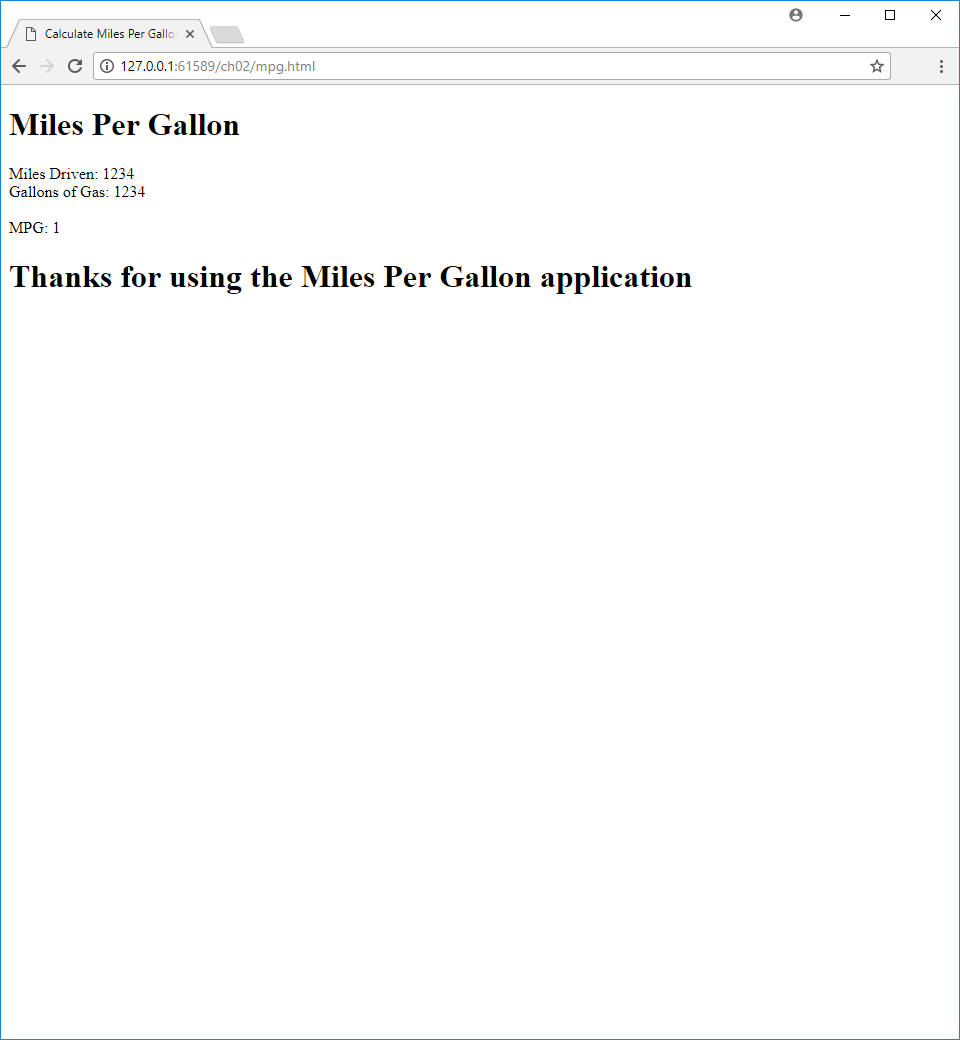 Calculate Miles Per Gallo
127.0.0.1:61589/ch02/mpg.html
Miles Per Gallon
Miles Driven: 1234
Gallons of Gas: 1234
MPG: 1
Thanks for using the Miles Per Gallon application